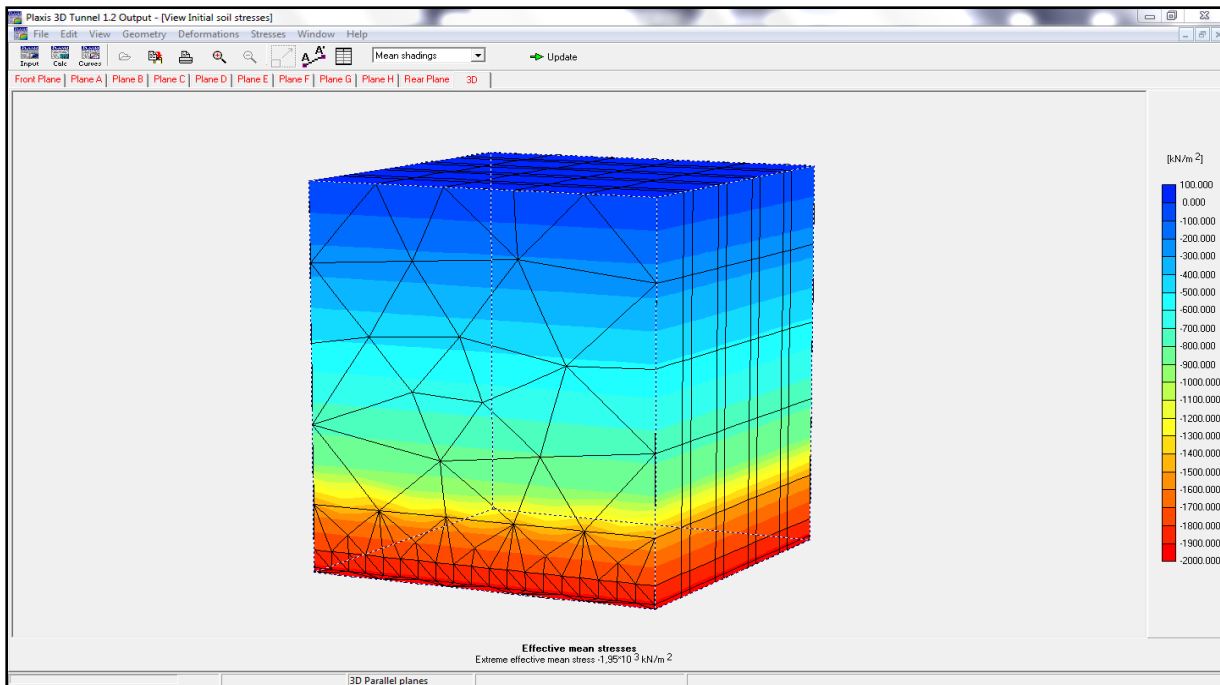 Plaxis 3D Tunnel 1.2 Output - [View Initial soil stresses]
File Edit View Geometry Deformations Stresses Window Help
Input Calc Curves A A' Mean shadings Update
Front Plane Plane A Plane B Plane C Plane D Plane E Plane F Plane G Plane H Rear Plane 3D
[kN/m 2]
100.000
0.000
-100.000
-200.000
-300.000
-400.000
-500.000
-600.000
-700.000
-800.000
-900.000
-1000.000
-1100.000
-1200.000
-1300.000
-1400.000
-1500.000
-1600.000
-1700.000
-1800.000
-1900.000
-2000.000
Effective mean stresses
Extreme effective mean stress -1,95*10 3 kN/m 2
3D Parallel planes